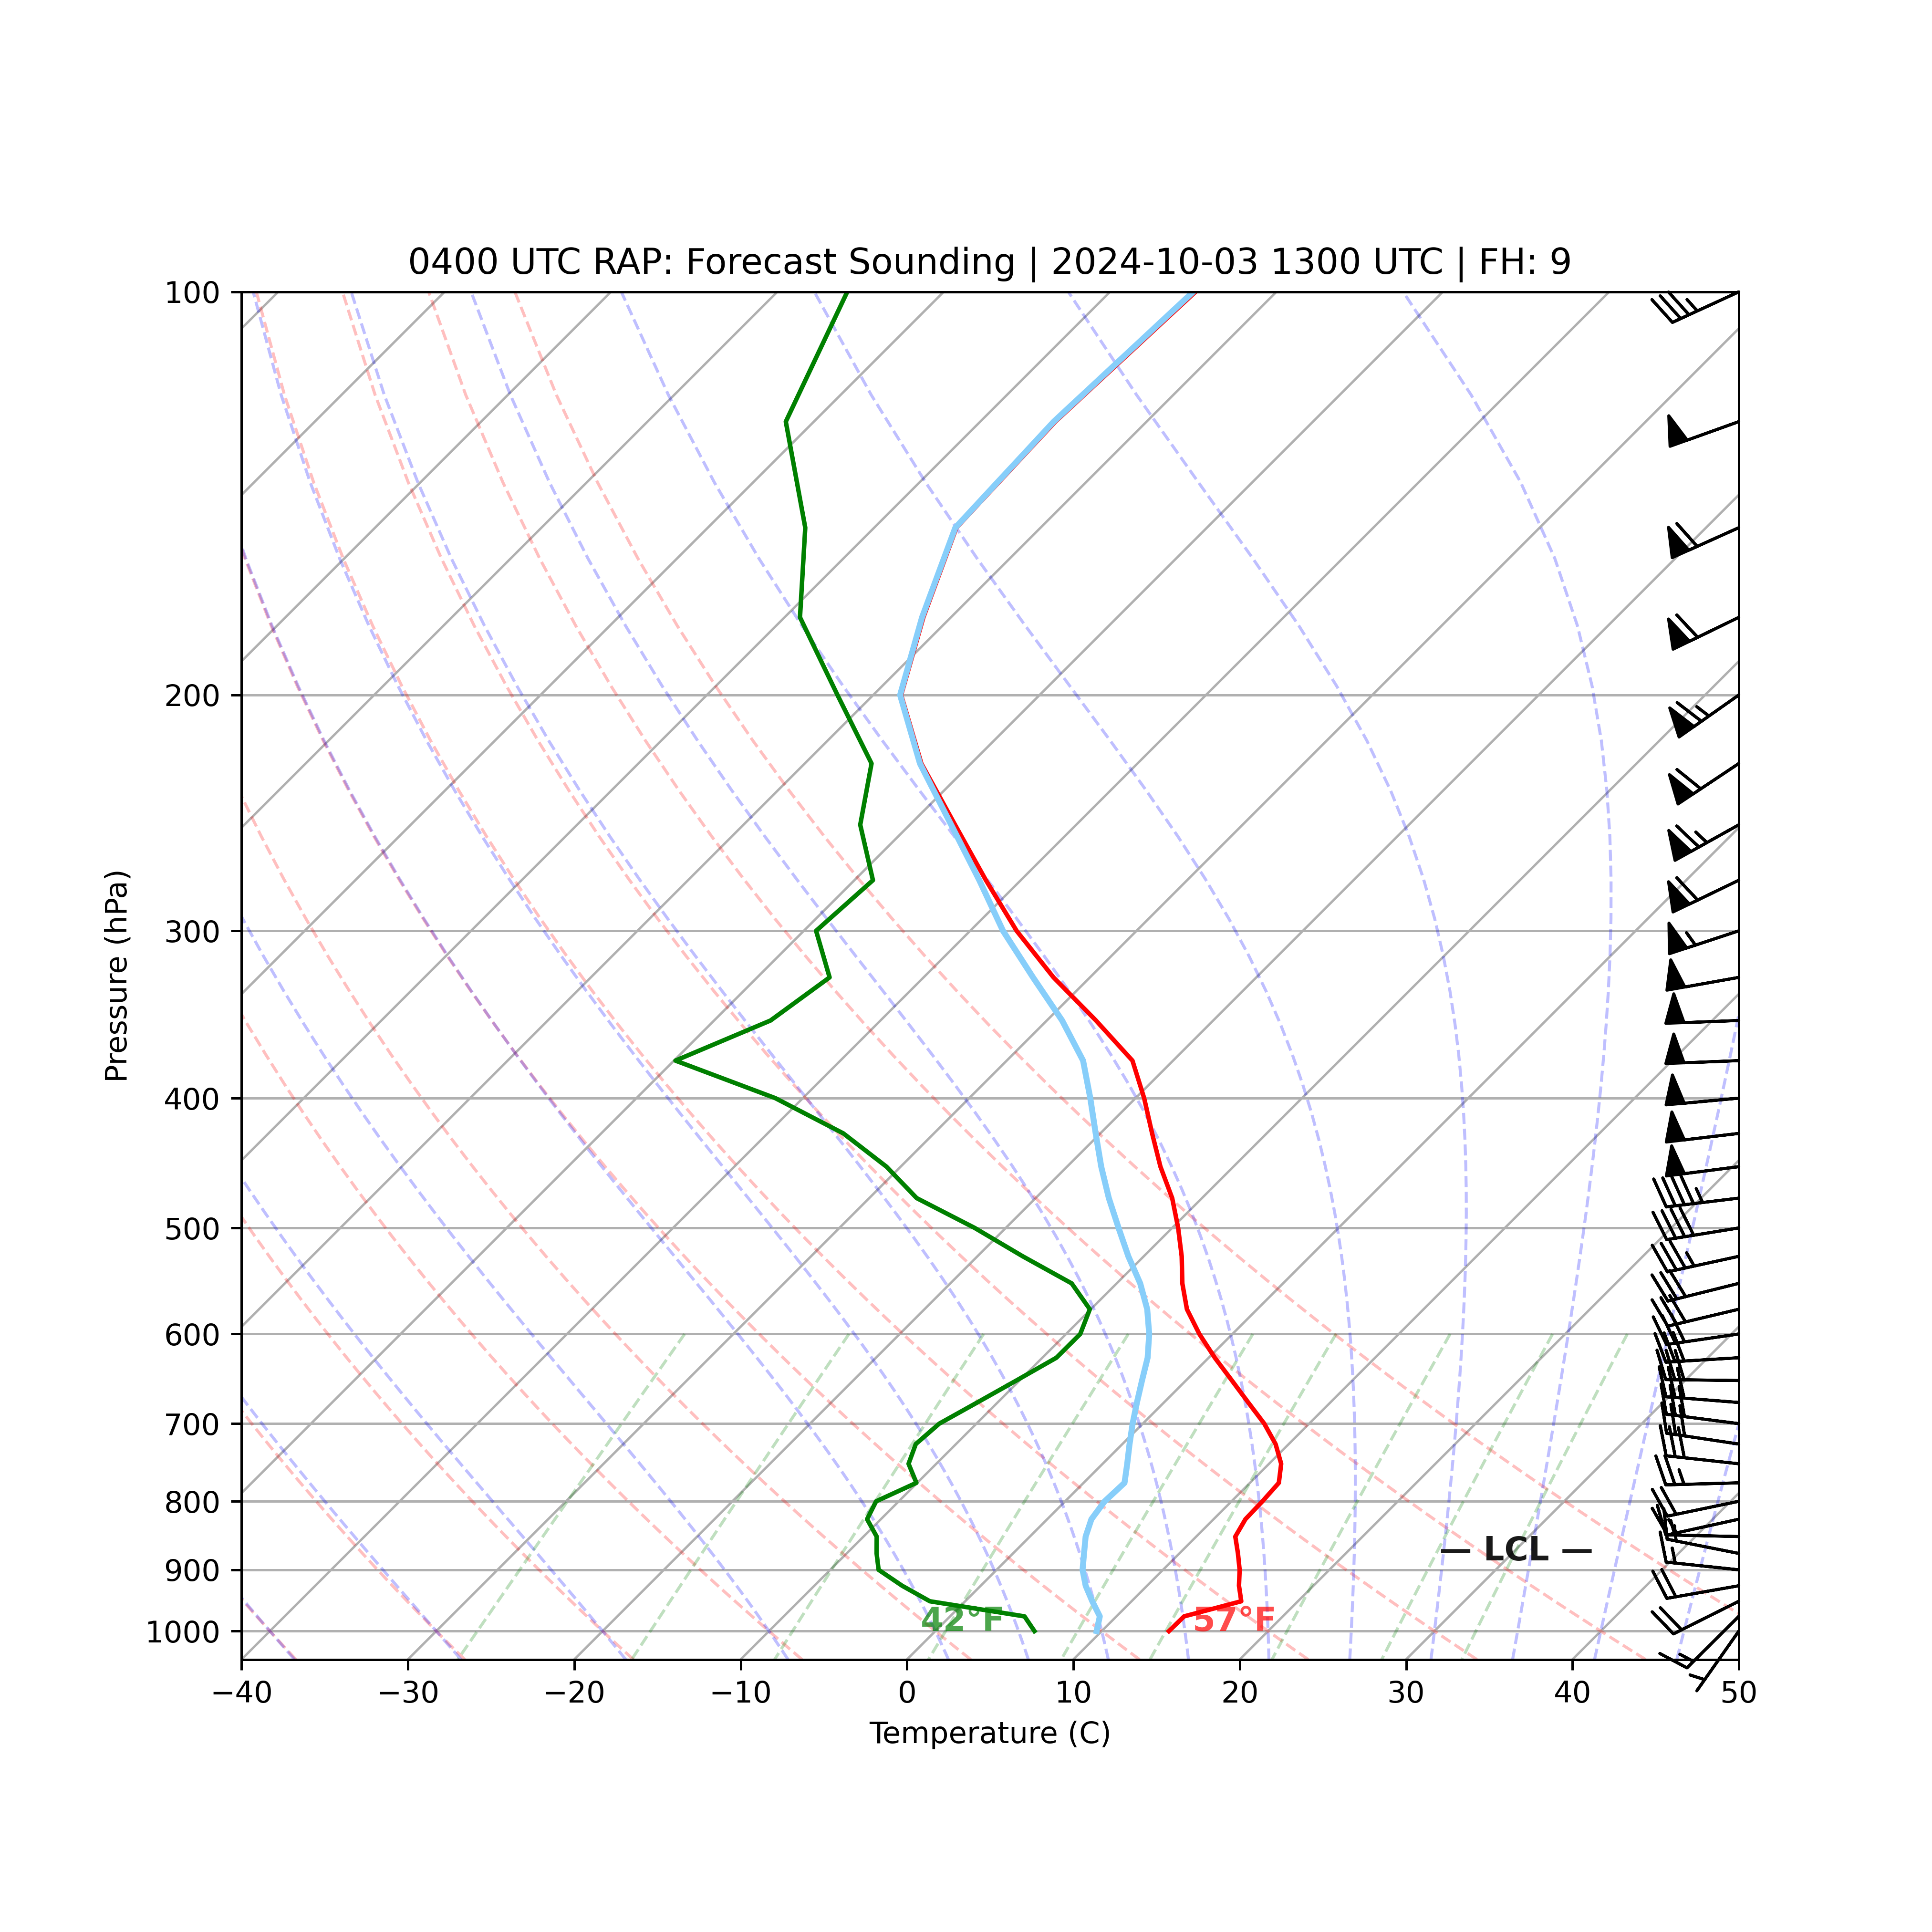 0400 UTC RAP: Forecast Sounding | 2024-10-03 1300 UTC | FH: 9
100
200
300
400
500
600
700
800
900
1000
Pressure (hPa)
— LCL —
42°F
57°F
−40 −30 −20 −10 0 10 20 30 40 50
Temperature (C)